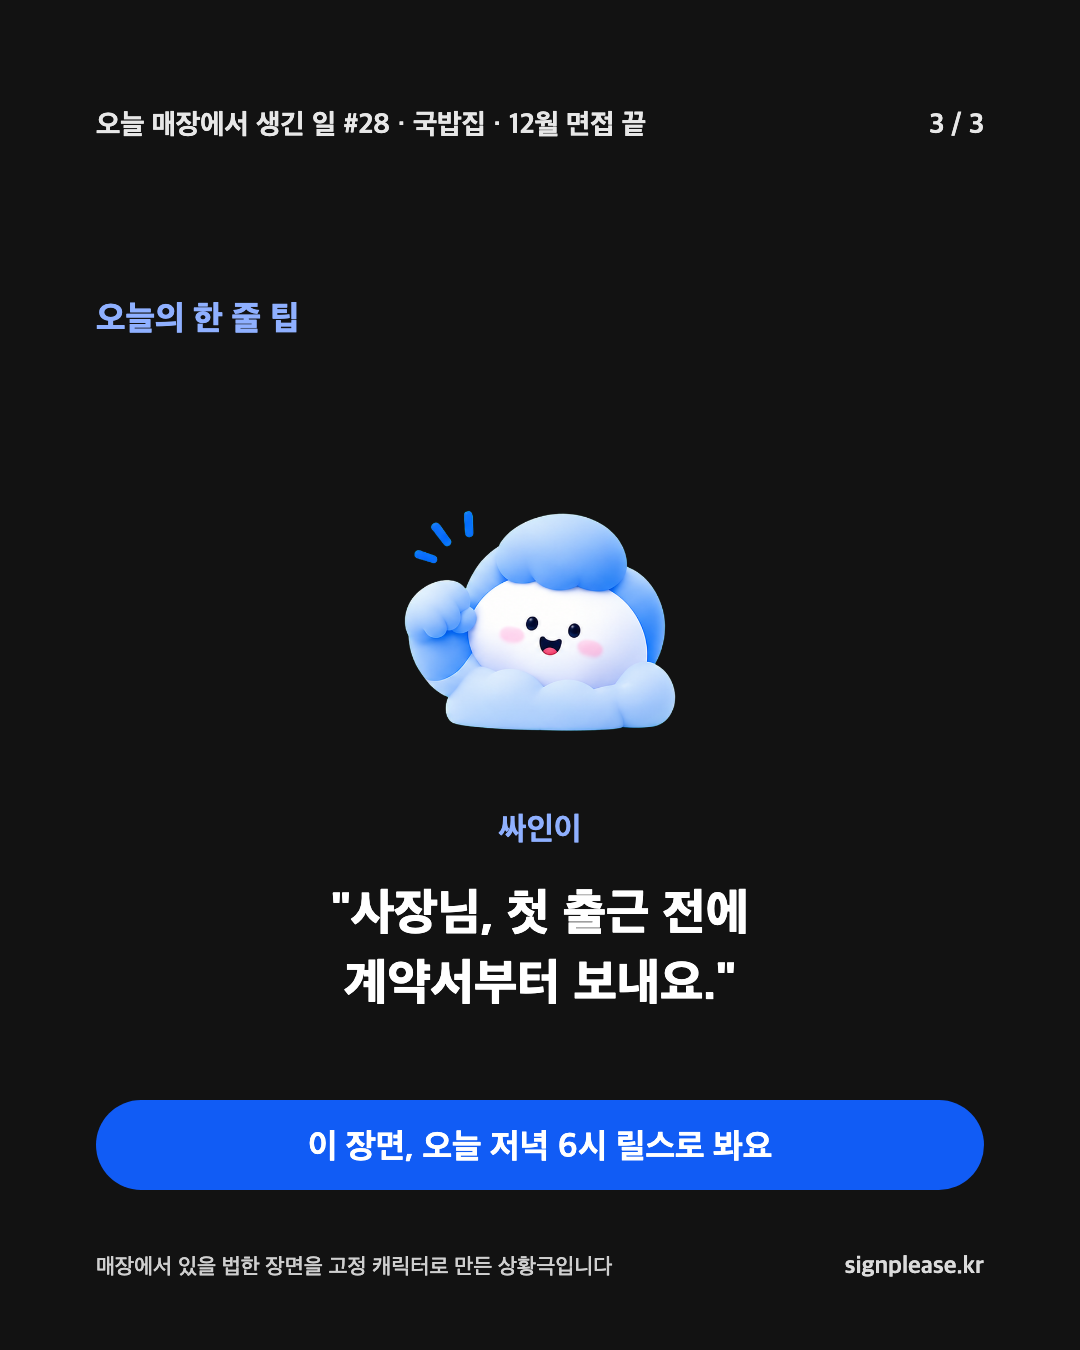 오늘 매장에서 생긴 일 #28 · 국밥집 · 12월 면접 끝
3 / 3
오늘의 한 줄 팁
싸인이
"사장님, 첫 출근 전에
계약서부터 보내요."
이 장면, 오늘 저녁 6시 릴스로 봐요
매장에서 있을 법한 장면을 고정 캐릭터로 만든 상황극입니다
signplease.kr